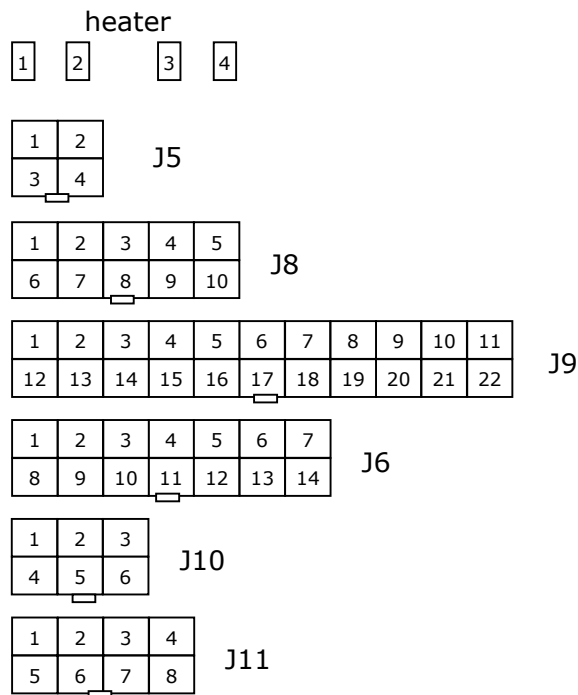 heater
1 2 3 4
1 2
3 4
J5
1 2 3 4 5
6 7 8 9 10
J8
1 2 3 4 5 6 7 8 9 10 11
12 13 14 15 16 17 18 19 20 21 22
J9
1 2 3 4 5 6 7
8 9 10 11 12 13 14
J6
1 2 3
4 5 6
J10
1 2 3 4
5 6 7 8
J11